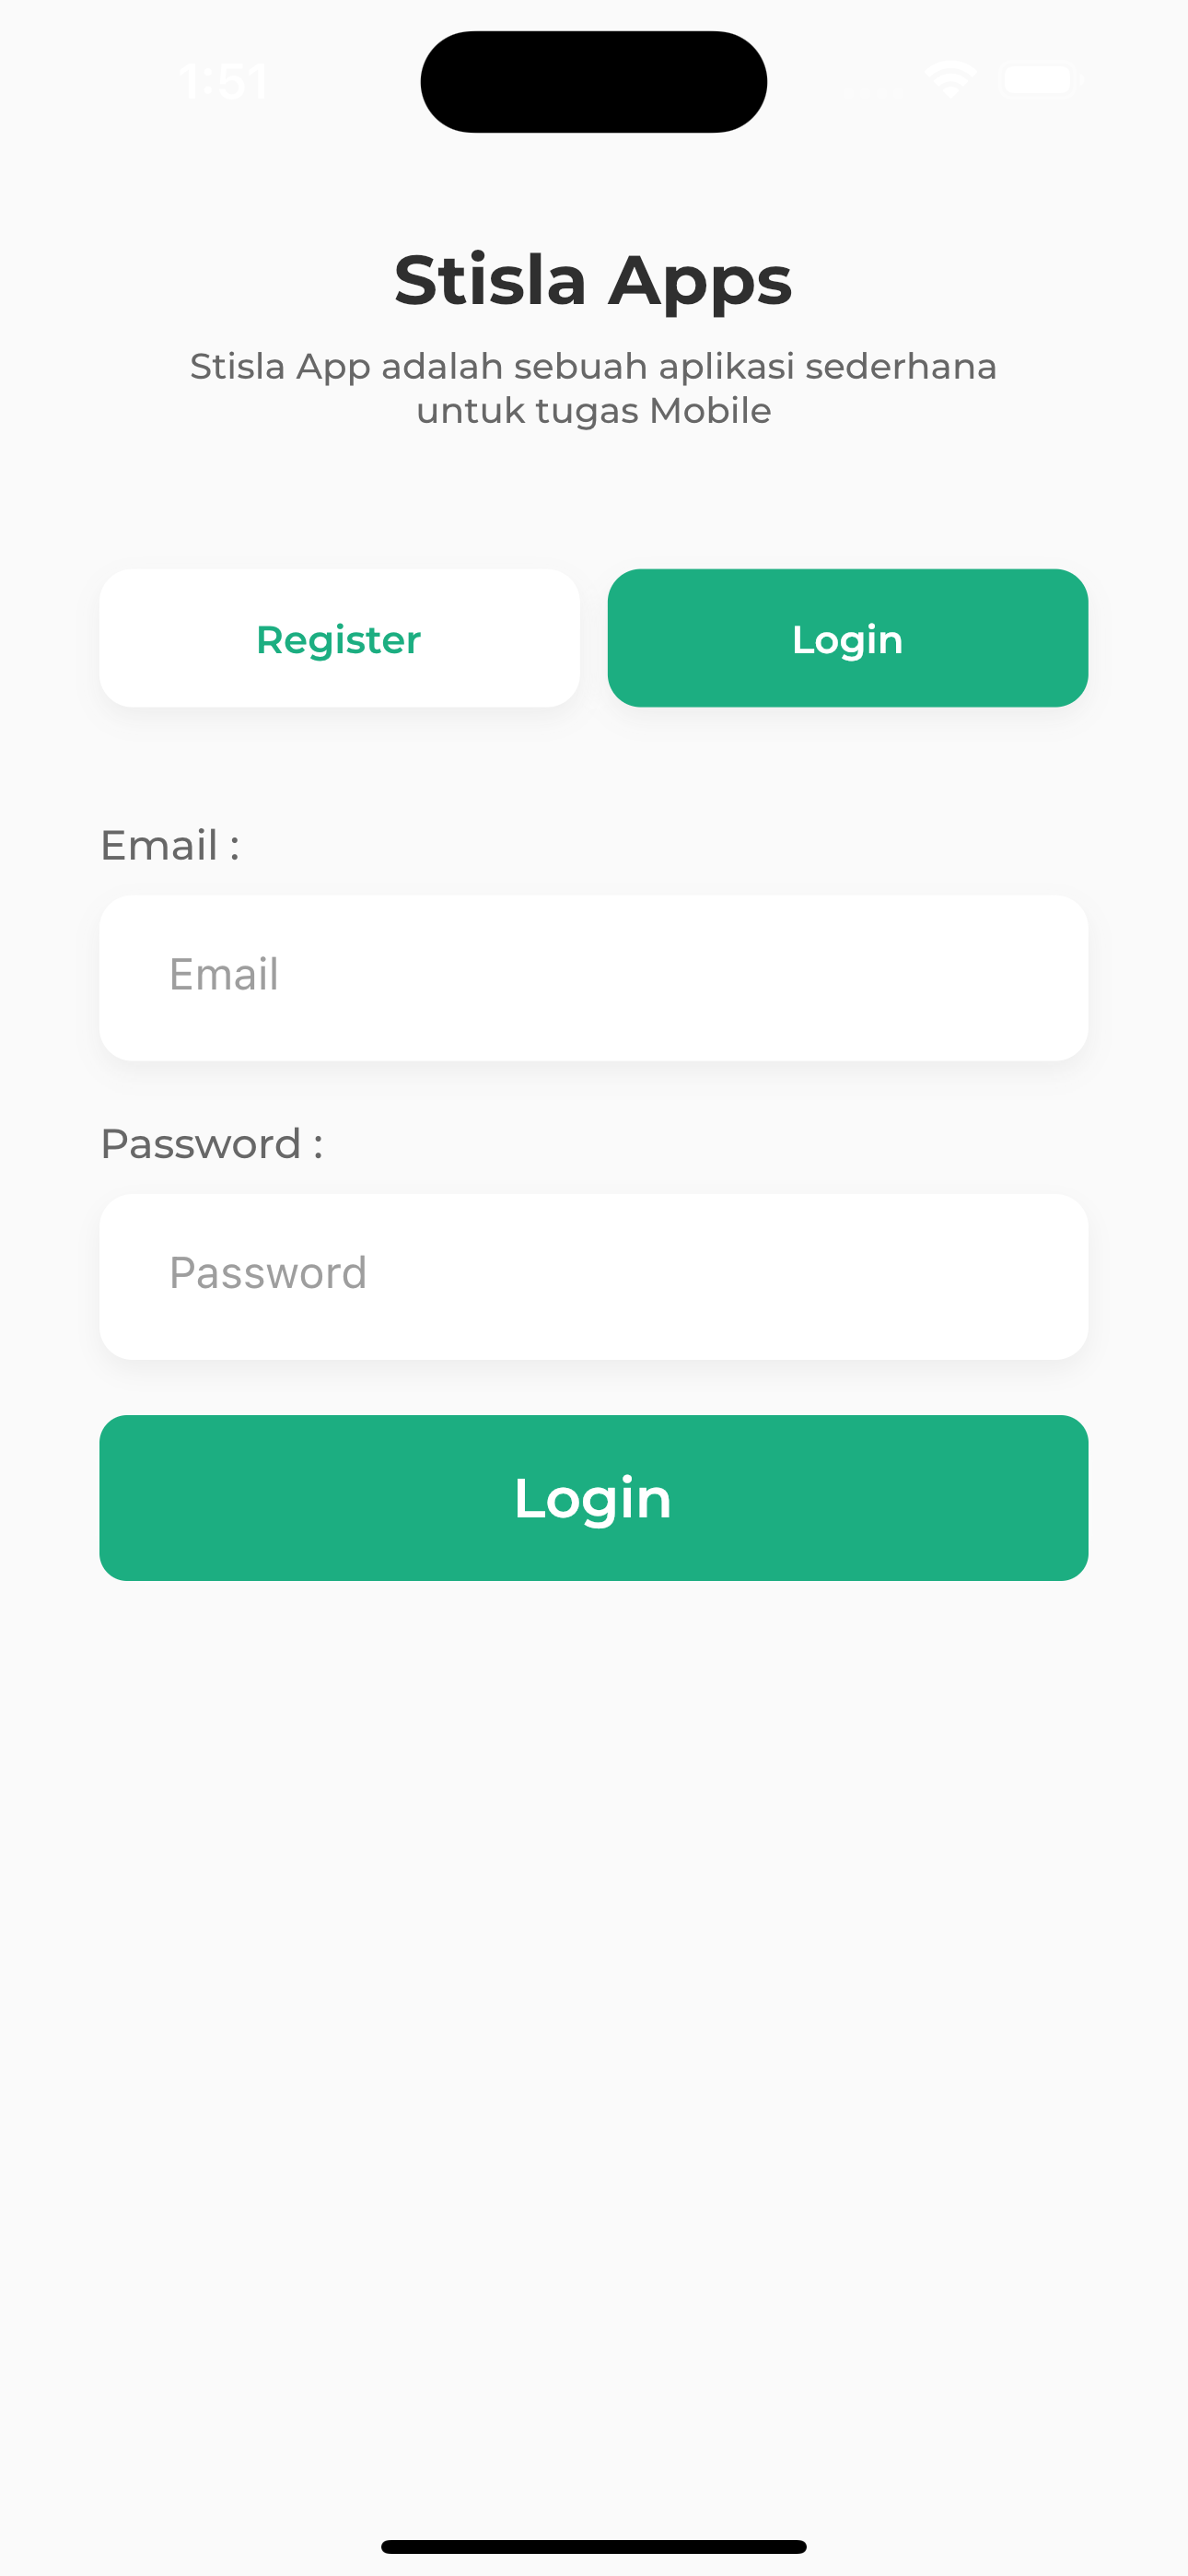 1:51
Stisla Apps
Stisla App adalah sebuah aplikasi sederhana
untuk tugas Mobile
Register
Login
Email :
Email
Password :
Password
Login